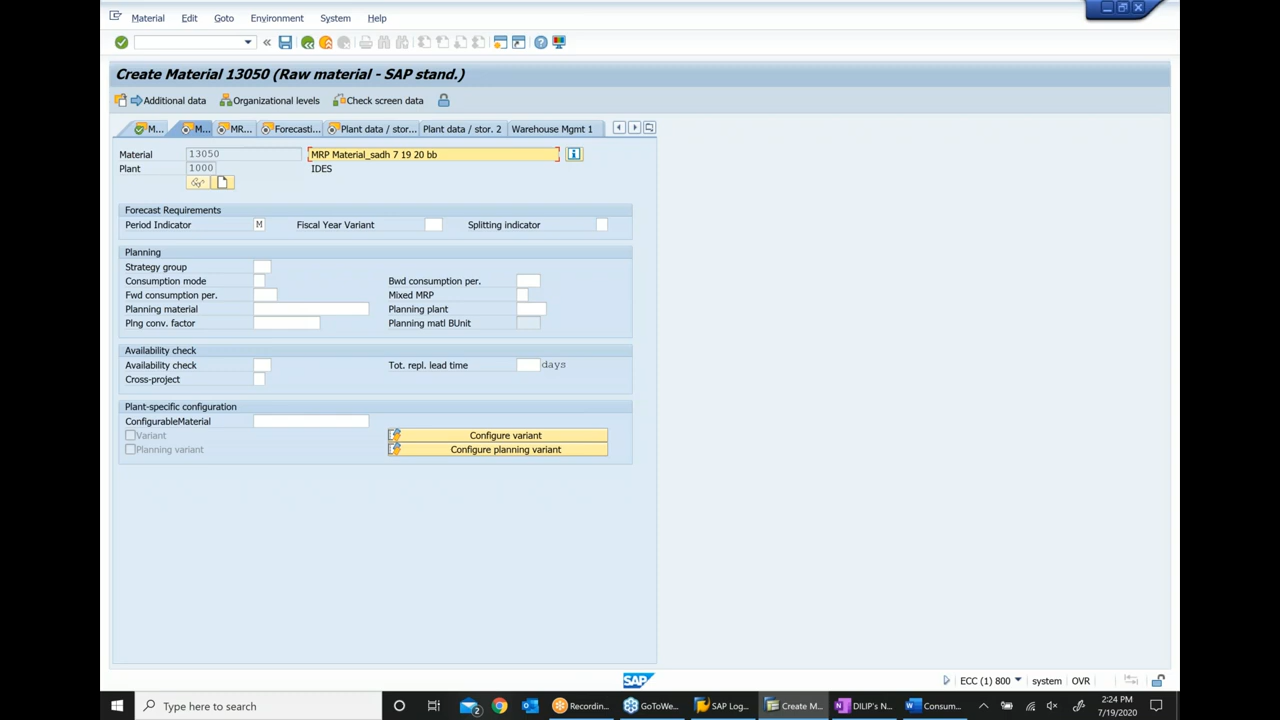 Material Edit Goto Environment System Help
Create Material 13050 (Raw material - SAP stand.)
Additional data Organizational levels Check screen data
M... M... MR... Forecasti... Plant data / stor... Plant data / stor. 2 Warehouse Mgmt 1
Material 13050 MRP Material_sadh 7 19 20 bb
Plant 1000 IDES
Forecast Requirements
Period Indicator M Fiscal Year Variant Splitting indicator
Planning
Strategy group
Consumption mode Bwd consumption per.
Fwd consumption per. Mixed MRP
Planning material Planning plant
Plng conv. factor Planning matl BUnit
Availability check
Availability check Tot. repl. lead time days
Cross-project
Plant-specific configuration
ConfigurableMaterial
Variant Configure variant
Planning variant Configure planning variant
SAP ECC (1) 800 system OVR
Type here to search 2 Recordin... GoToWe... SAP Log... Create M... DILIP's N... Consum... 2:24 PM
7/19/2020